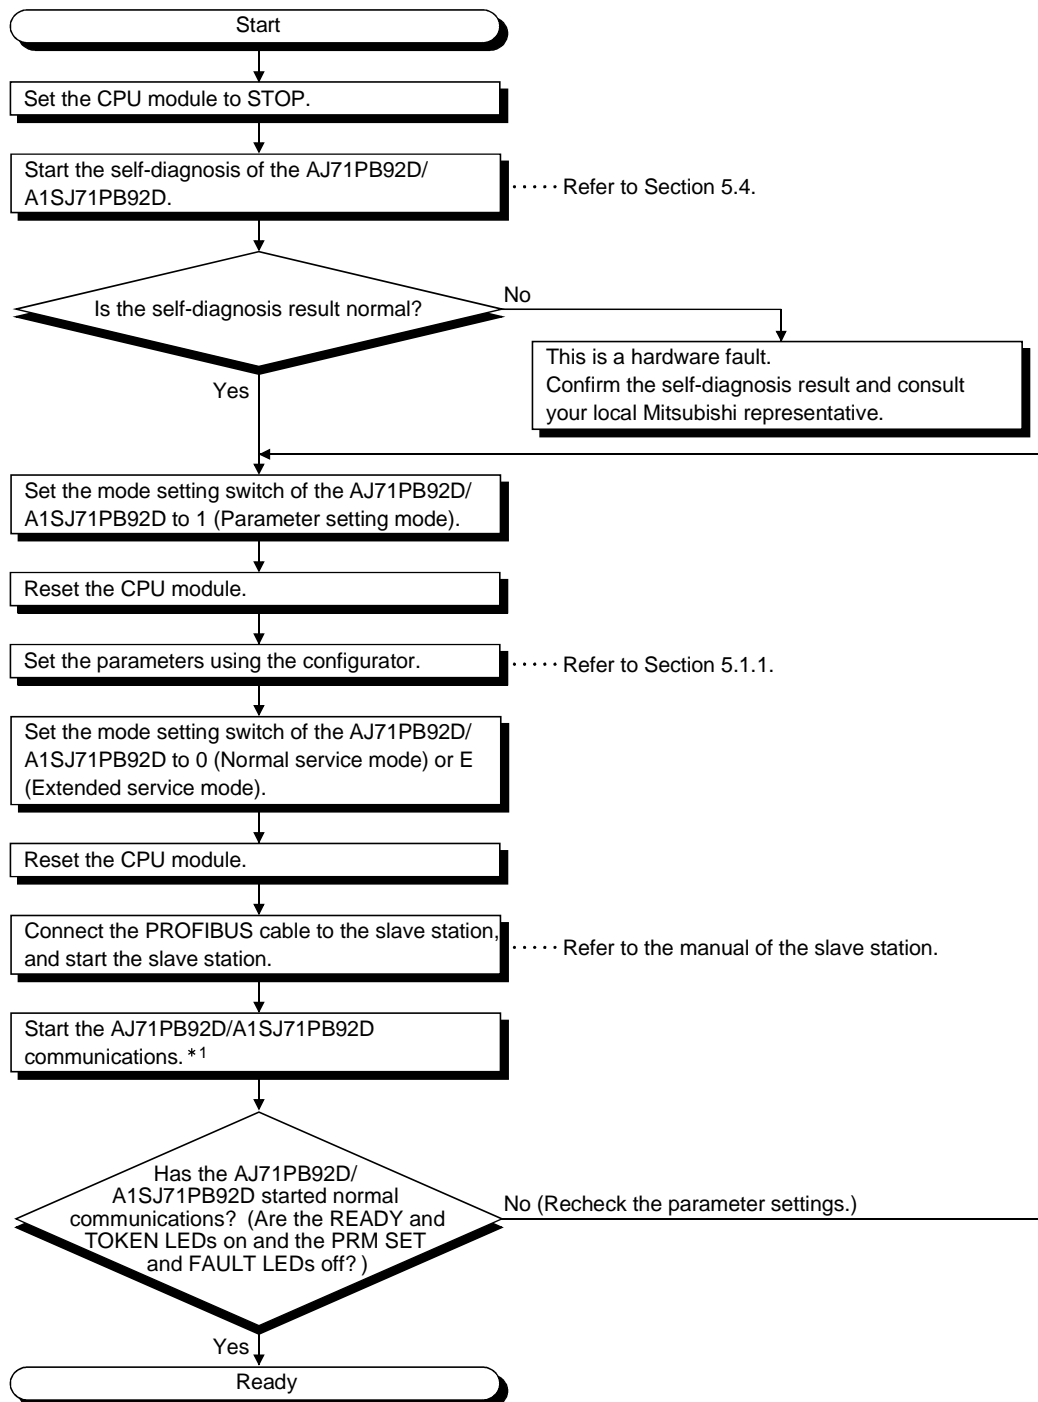 Start
Set the CPU module to STOP.
Start the self-diagnosis of the AJ71PB92D/
A1SJ71PB92D.
····· Refer to Section 5.4.
Is the self-diagnosis result normal?
No
This is a hardware fault.
Confirm the self-diagnosis result and consult
your local Mitsubishi representative.
Yes
Set the mode setting switch of the AJ71PB92D/
A1SJ71PB92D to 1 (Parameter setting mode).
Reset the CPU module.
Set the parameters using the configurator.
····· Refer to Section 5.1.1.
Set the mode setting switch of the AJ71PB92D/
A1SJ71PB92D to 0 (Normal service mode) or E
(Extended service mode).
Reset the CPU module.
Connect the PROFIBUS cable to the slave station,
and start the slave station.
····· Refer to the manual of the slave station.
Start the AJ71PB92D/A1SJ71PB92D
communications. *1
Has the AJ71PB92D/
A1SJ71PB92D started normal
communications? (Are the READY and
TOKEN LEDs on and the PRM SET
and FAULT LEDs off? )
No (Recheck the parameter settings.)
Yes
Ready